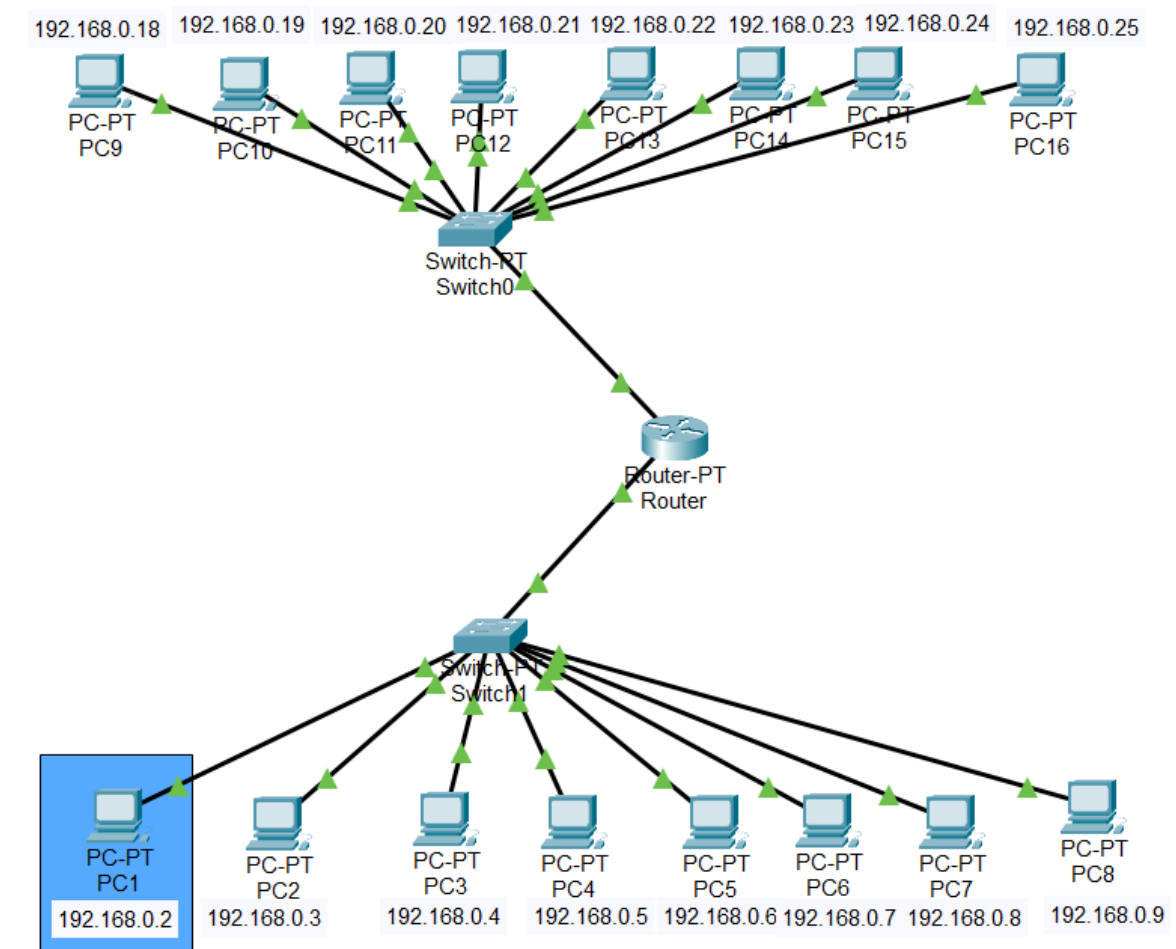 192.168.0.18
192.168.0.19
192.168.0.20
192.168.0.21
192.168.0.22
192.168.0.23
192.168.0.24
192.168.0.25
PC-PT
PC9
PC-PT
PC10
PC-PT
PC11
PC-PT
PC12
PC-PT
PC13
PC-PT
PC14
PC-PT
PC15
PC-PT
PC16
Switch-PT
Switch0
Router-PT
Router
Switch-PT
Switch1
PC-PT
PC1
PC-PT
PC2
PC-PT
PC3
PC-PT
PC4
PC-PT
PC5
PC-PT
PC6
PC-PT
PC7
PC-PT
PC8
192.168.0.2
192.168.0.3
192.168.0.4
192.168.0.5
192.168.0.6
192.168.0.7
192.168.0.8
192.168.0.9